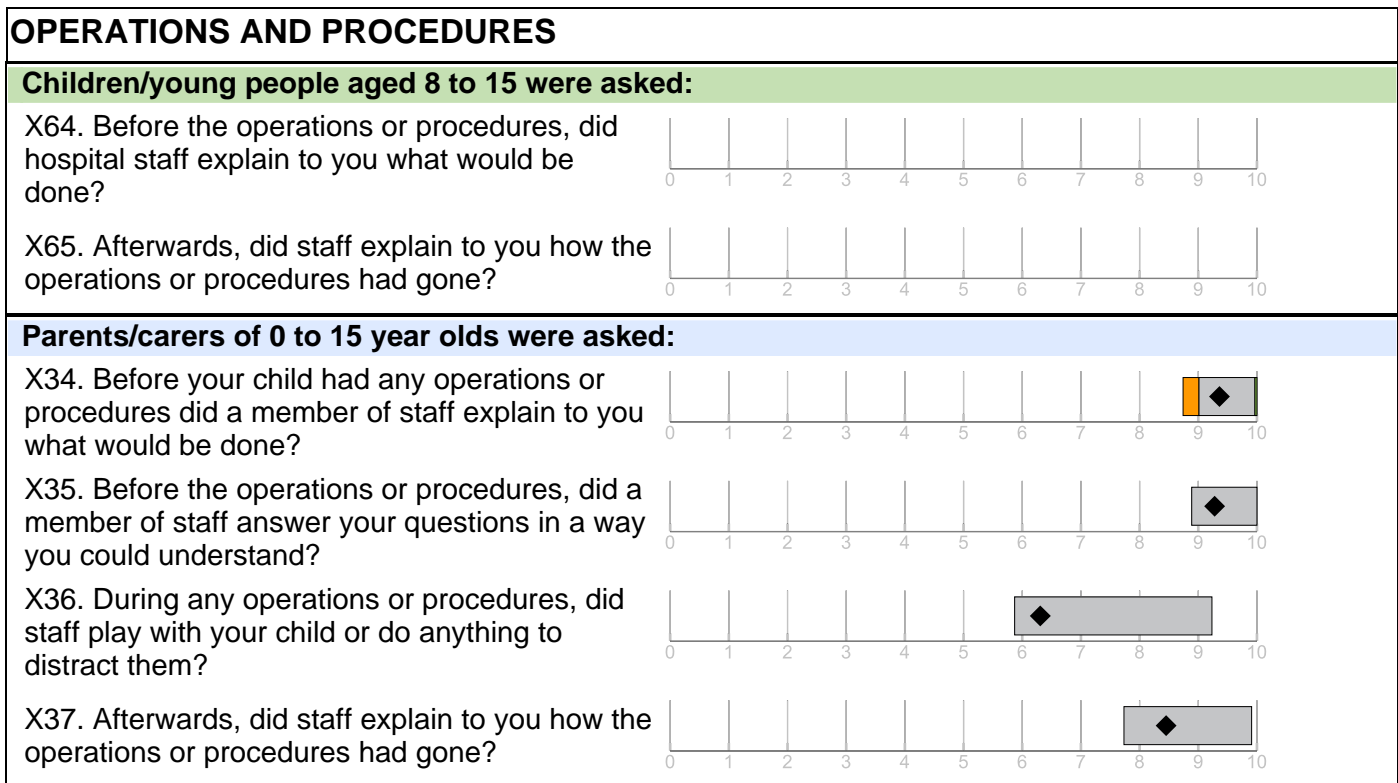 OPERATIONS AND PROCEDURES
Children/young people aged 8 to 15 were asked:
X64. Before the operations or procedures, did
hospital staff explain to you what would be
done?
0 1 2 3 4 5 6 7 8 9 10
X65. Afterwards, did staff explain to you how the
operations or procedures had gone?
0 1 2 3 4 5 6 7 8 9 10
Parents/carers of 0 to 15 year olds were asked:
X34. Before your child had any operations or
procedures did a member of staff explain to you
what would be done?
0 1 2 3 4 5 6 7 8 9 10
X35. Before the operations or procedures, did a
member of staff answer your questions in a way
you could understand?
0 1 2 3 4 5 6 7 8 9 10
X36. During any operations or procedures, did
staff play with your child or do anything to
distract them?
0 1 2 3 4 5 6 7 8 9 10
X37. Afterwards, did staff explain to you how the
operations or procedures had gone?
0 1 2 3 4 5 6 7 8 9 10